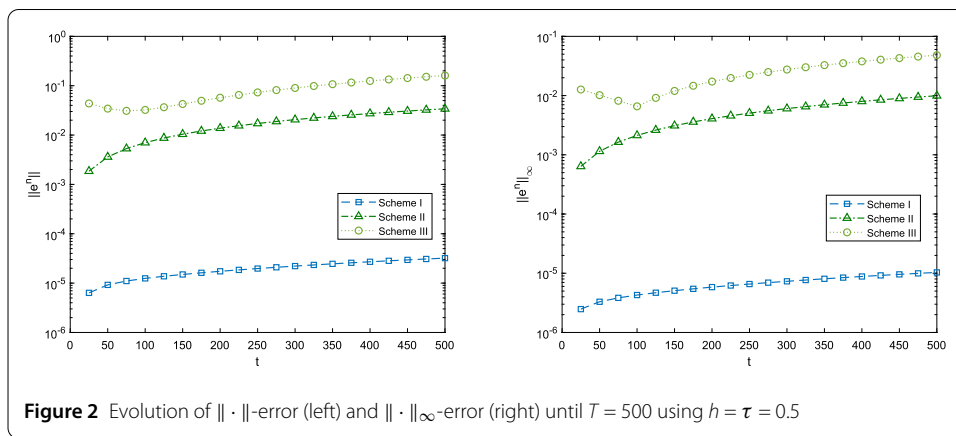 10^0
10^-1
10^-2
10^-3
10^-4
10^-5
10^-6
||e^n||
0 50 100 150 200 250 300 350 400 450 500
t
Scheme I
Scheme II
Scheme III
10^-1
10^-2
10^-3
10^-4
10^-5
10^-6
||e^n||_∞
0 50 100 150 200 250 300 350 400 450 500
t
Scheme I
Scheme II
Scheme III
Figure 2 Evolution of ‖ · ‖-error (left) and ‖ · ‖_∞-error (right) until T = 500 using h = τ = 0.5